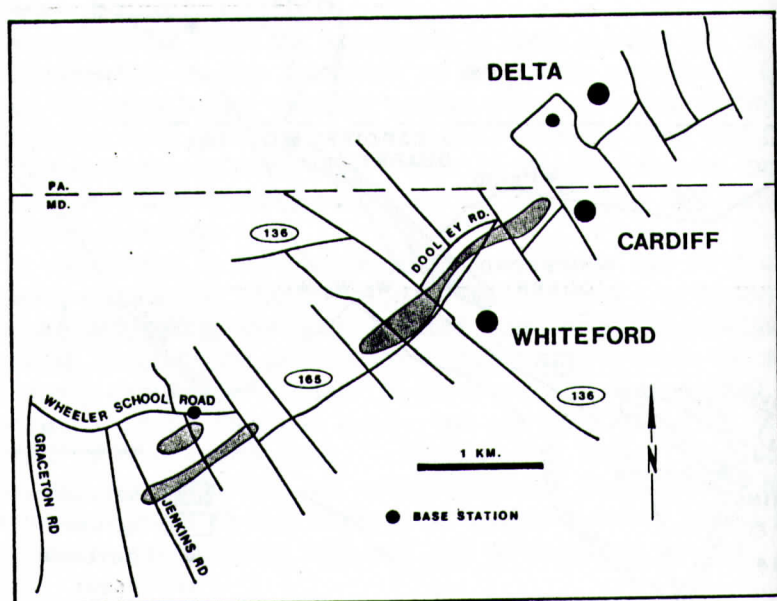 DELTA
PA.
MD.
136
DOOLEY RD.
CARDIFF
WHITEFORD
165
136
WHEELER SCHOOL ROAD
GRACETON RD
JENKINS RD
1 KM.
N
BASE STATION